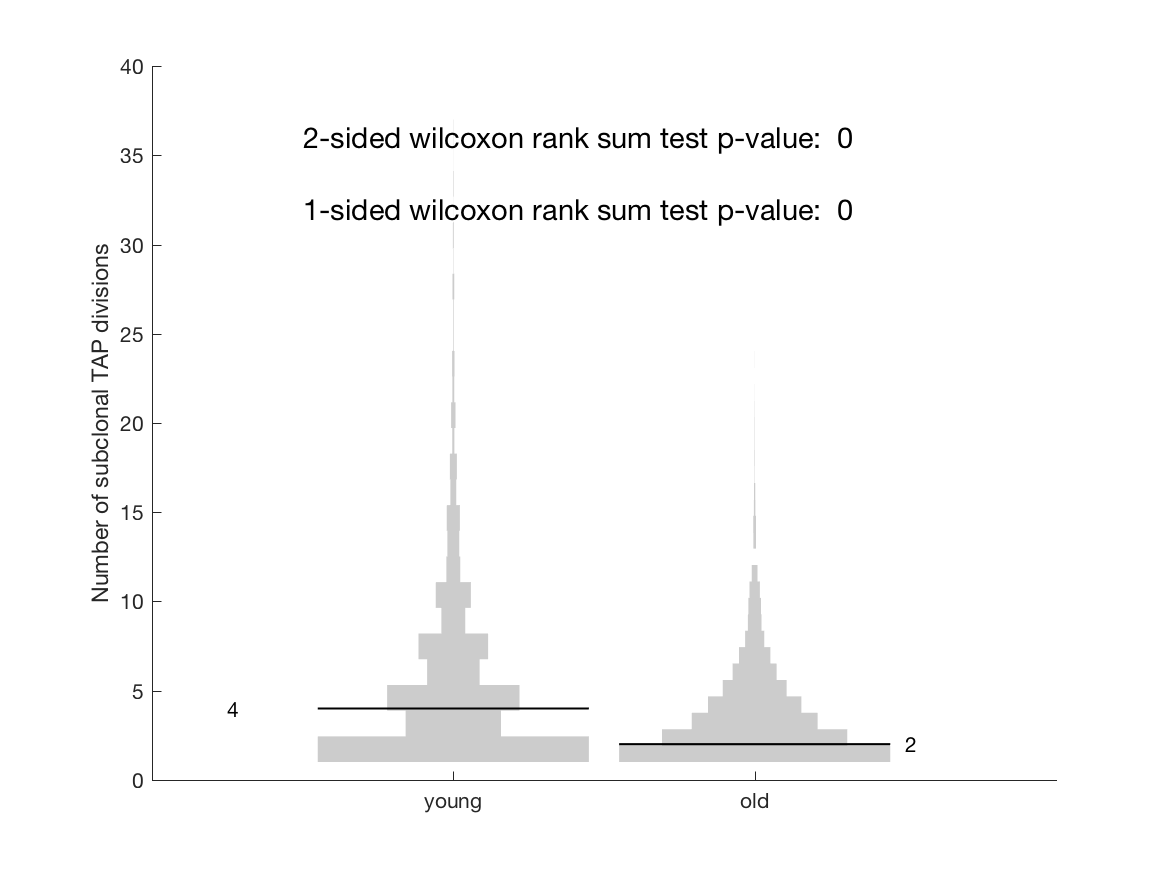 40
2-sided wilcoxon rank sum test p-value: 0
35
1-sided wilcoxon rank sum test p-value: 0
30
25
20
15
10
5
0
Number of subclonal TAP divisions
4
2
young
old